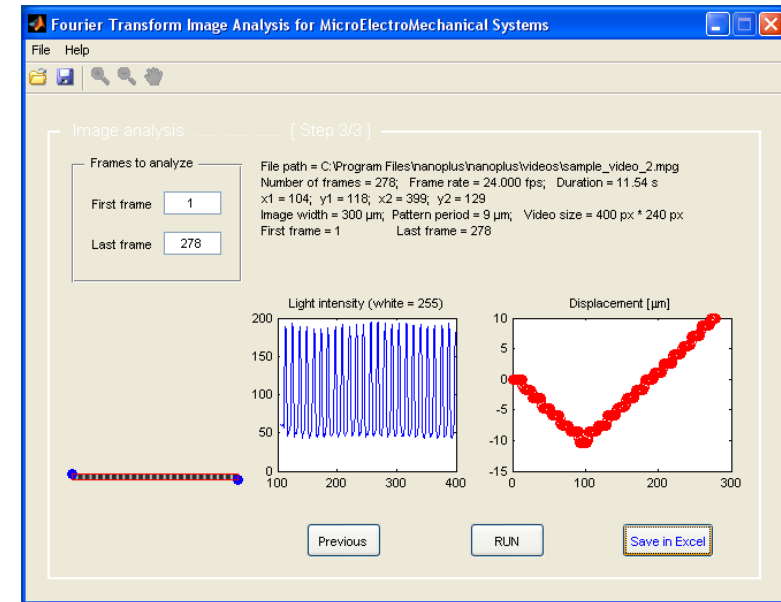 Fourier Transform Image Analysis for MicroElectroMechanical Systems
File Help
Image analysis ..................... [ Step 3/3 ]
Frames to analyze
First frame 1
Last frame 278
File path = C:\Program Files\nanoplus\nanoplus\videos\sample_video_2.mpg
Number of frames = 278; Frame rate = 24.000 fps; Duration = 11.54 s
x1 = 104; y1 = 118; x2 = 399; y2 = 129
Image width = 300 µm; Pattern period = 9 µm; Video size = 400 px * 240 px
First frame = 1 Last frame = 278
Light intensity (white = 255)
200
150
100
50
0
100 200 300 400
Displacement [µm]
10
5
0
-5
-10
-15
0 100 200 300
Previous
RUN
Save in Excel